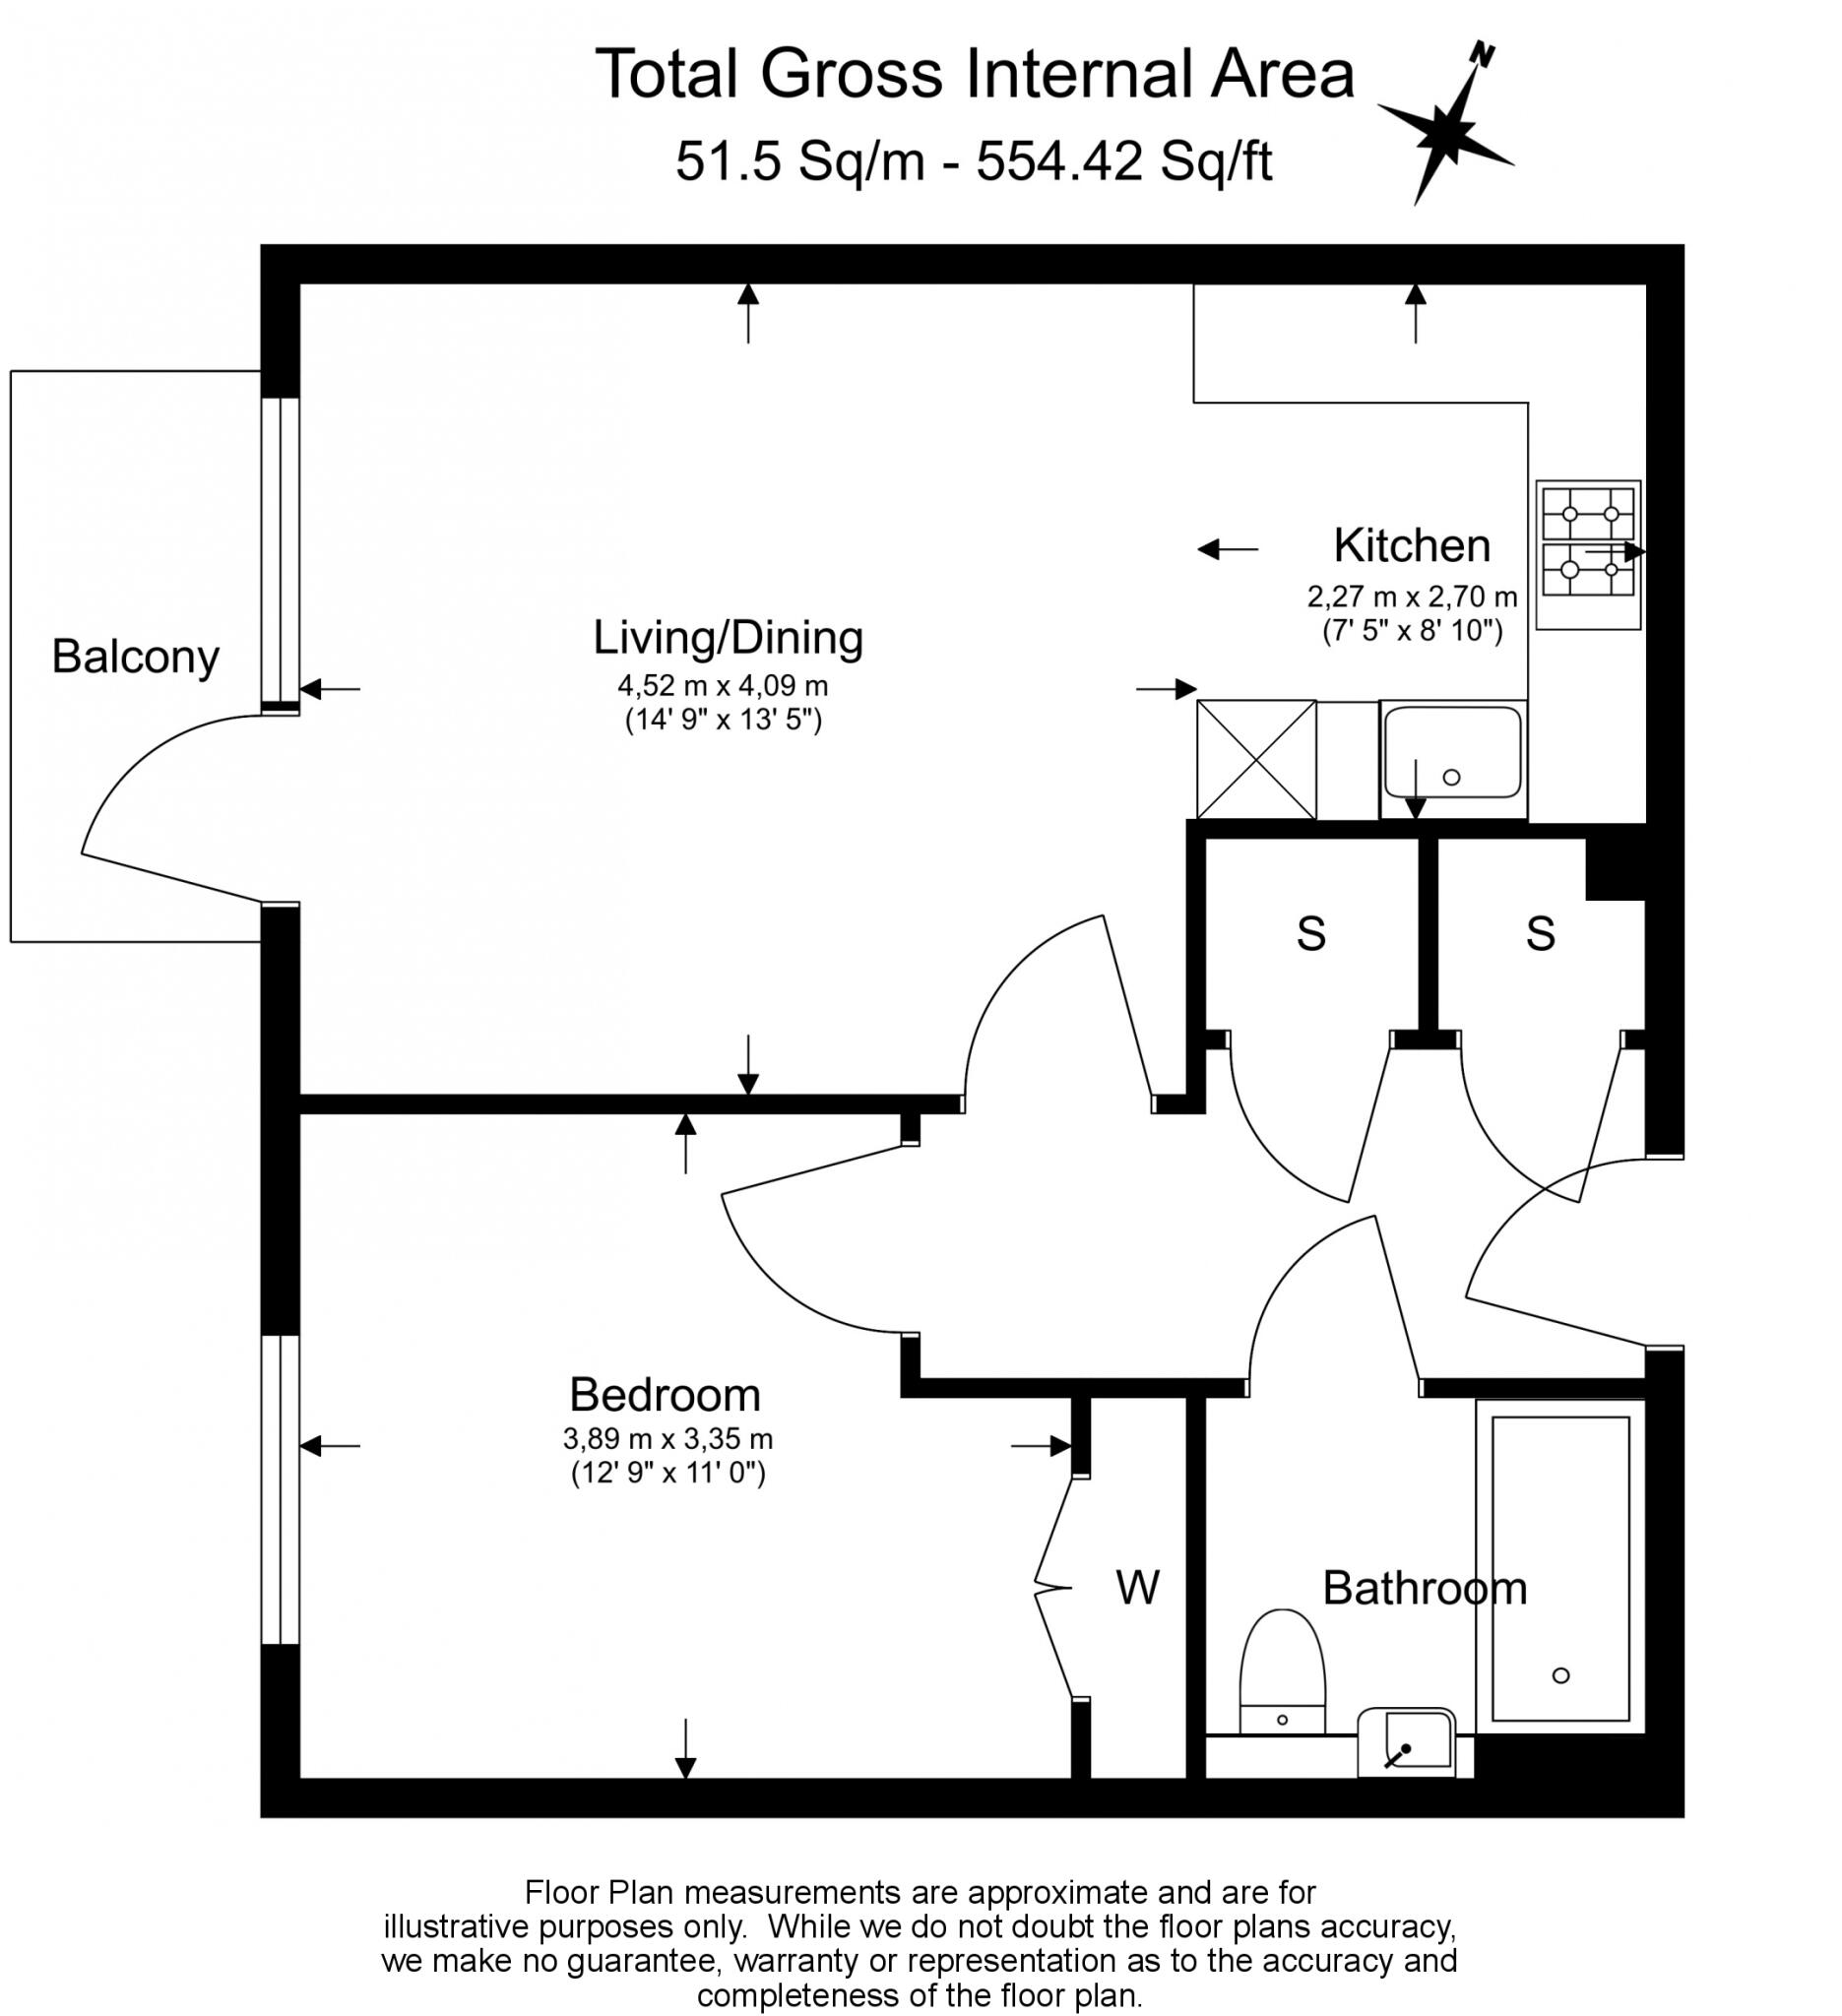 Total Gross Internal Area
51.5 Sq/m - 554.42 Sq/ft
N
Kitchen
2,27 m x 2,70 m
(7' 5" x 8' 10")
Living/Dining
4,52 m x 4,09 m
(14' 9" x 13' 5")
Balcony
S
S
Bedroom
3,89 m x 3,35 m
(12' 9" x 11' 0")
W
Bathroom
Floor Plan measurements are approximate and are for
illustrative purposes only.  While we do not doubt the floor plans accuracy,
we make no guarantee, warranty or representation as to the accuracy and
completeness of the floor plan.